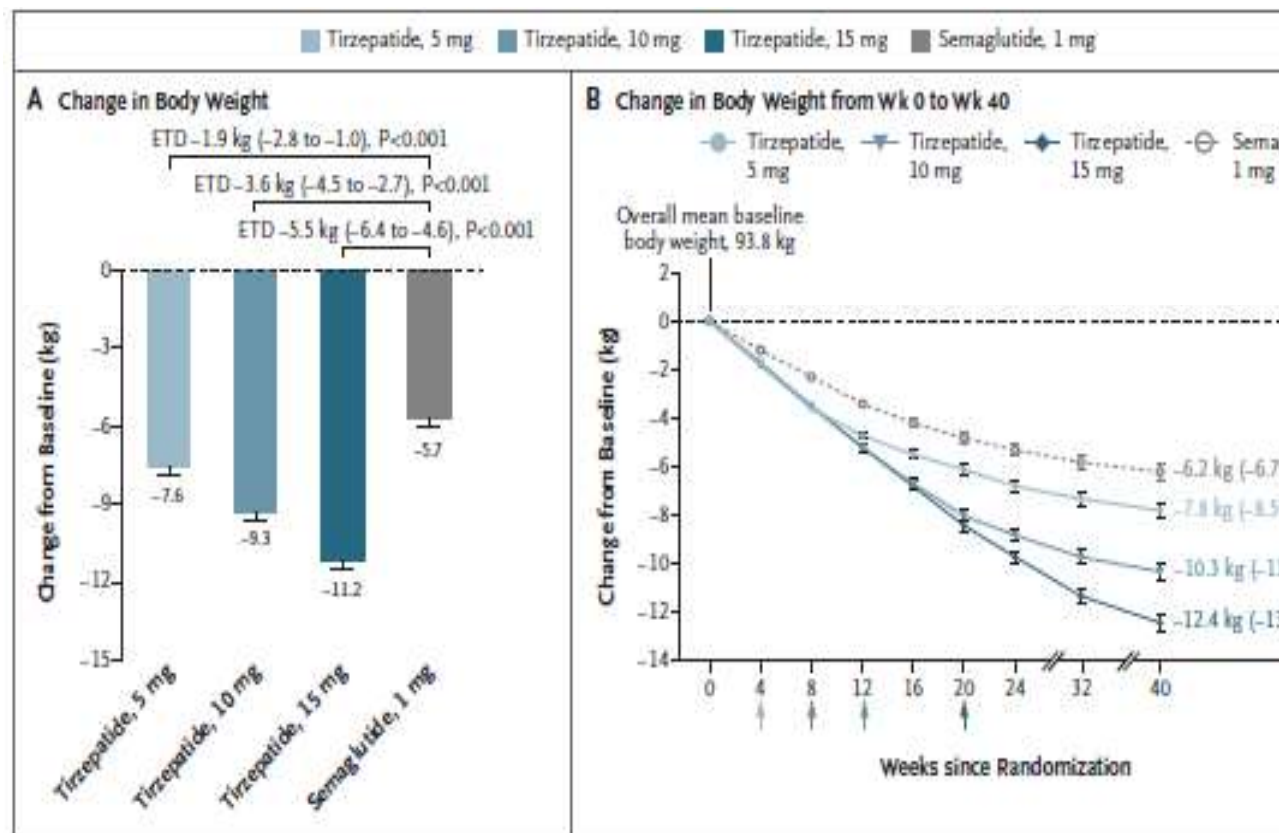 Tirzepatide, 5 mg Tirzepatide, 10 mg Tirzepatide, 15 mg Semaglutide, 1 mg
A Change in Body Weight
ETD –1.9 kg (–2.8 to –1.0), P<0.001
ETD –3.6 kg (–4.5 to –2.7), P<0.001
ETD –5.5 kg (–6.4 to –4.6), P<0.001
Change from Baseline (kg)
0
–3
–6
–9
–12
–15
–7.6
–9.3
–11.2
–5.7
Tirzepatide, 5 mg
Tirzepatide, 10 mg
Tirzepatide, 15 mg
Semaglutide, 1 mg
B Change in Body Weight from Wk 0 to Wk 40
Tirzepatide, Tirzepatide, Tirzepatide, Sema
5 mg 10 mg 15 mg 1 mg
Overall mean baseline
body weight, 93.8 kg
Change from Baseline (kg)
2
0
–2
–4
–6
–8
–10
–12
–14
–6.2 kg (–6.7
–7.8 kg (–8.5
–10.3 kg (–1
–12.4 kg (–13
0 4 8 12 16 20 24 32 40
Weeks since Randomization